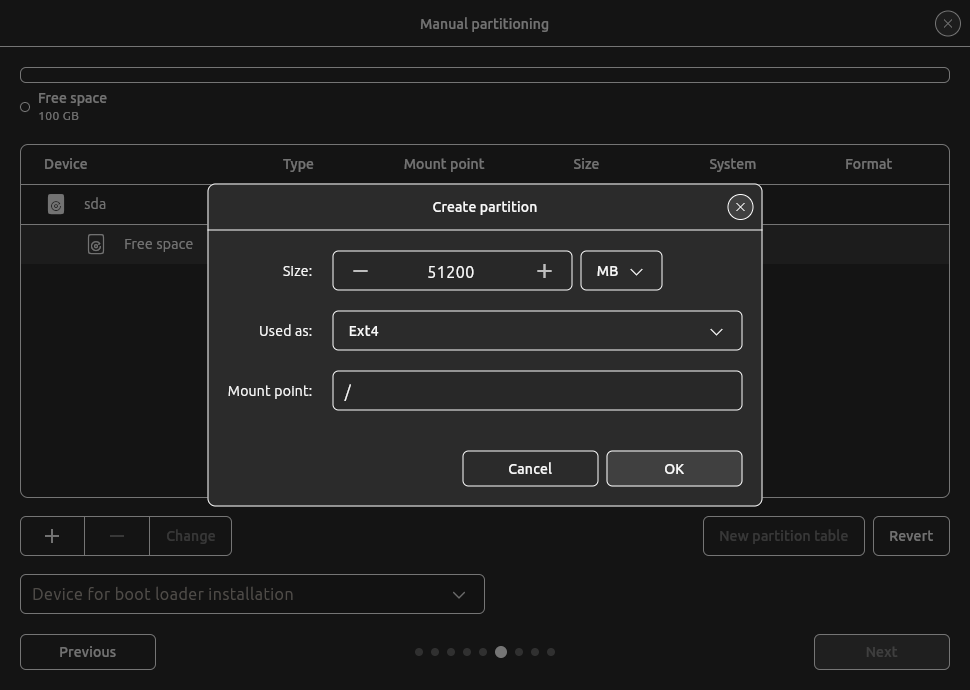 Manual partitioning
Free space
100 GB
Device Type Mount point Size System Format
sda
Free space
Create partition
Size: 51200 MB
Used as: Ext4
Mount point: /
Cancel OK
Change New partition table Revert
Device for boot loader installation
Previous Next